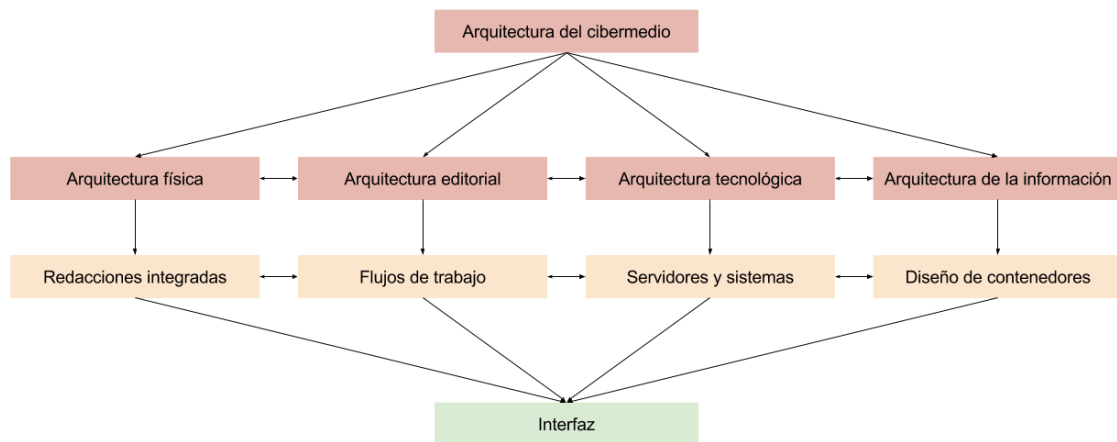 Arquitectura del cibermedio
Arquitectura física
Arquitectura editorial
Arquitectura tecnológica
Arquitectura de la información
Redacciones integradas
Flujos de trabajo
Servidores y sistemas
Diseño de contenedores
Interfaz